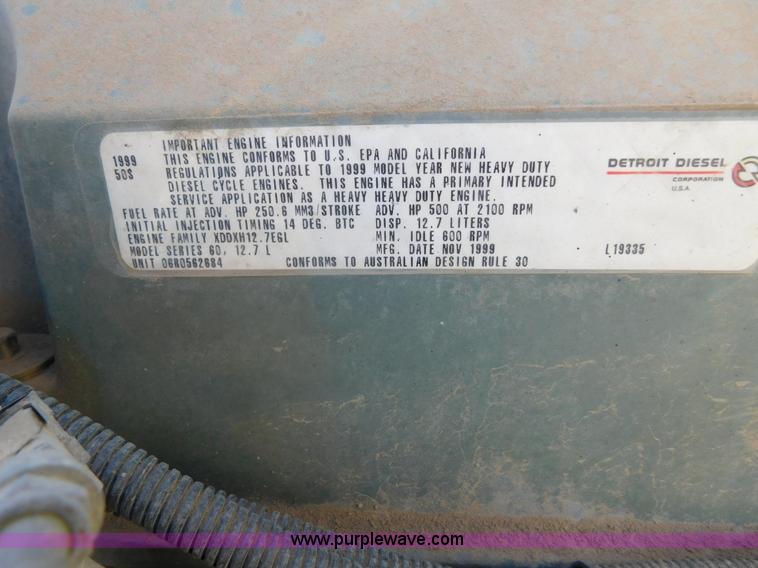 IMPORTANT ENGINE INFORMATION
1999 THIS ENGINE CONFORMS TO U.S. EPA AND CALIFORNIA
50S REGULATIONS APPLICABLE TO 1999 MODEL YEAR NEW HEAVY DUTY
DIESEL CYCLE ENGINES. THIS ENGINE HAS A PRIMARY INTENDED
SERVICE APPLICATION AS A HEAVY HEAVY DUTY ENGINE.
FUEL RATE AT ADV. HP 250.6 MM3/STROKE ADV. HP 500 AT 2100 RPM
INITIAL INJECTION TIMING 14 DEG. BTC DISP. 12.7 LITERS
ENGINE FAMILY XDDXH12.7EGL MIN. IDLE 600 RPM
MODEL SERIES 60, 12.7 L MFG. DATE NOV 1999 L19335
UNIT 06R0562684 CONFORMS TO AUSTRALIAN DESIGN RULE 30
DETROIT DIESEL
CORPORATION
U.S.A.
www.purplewave.com